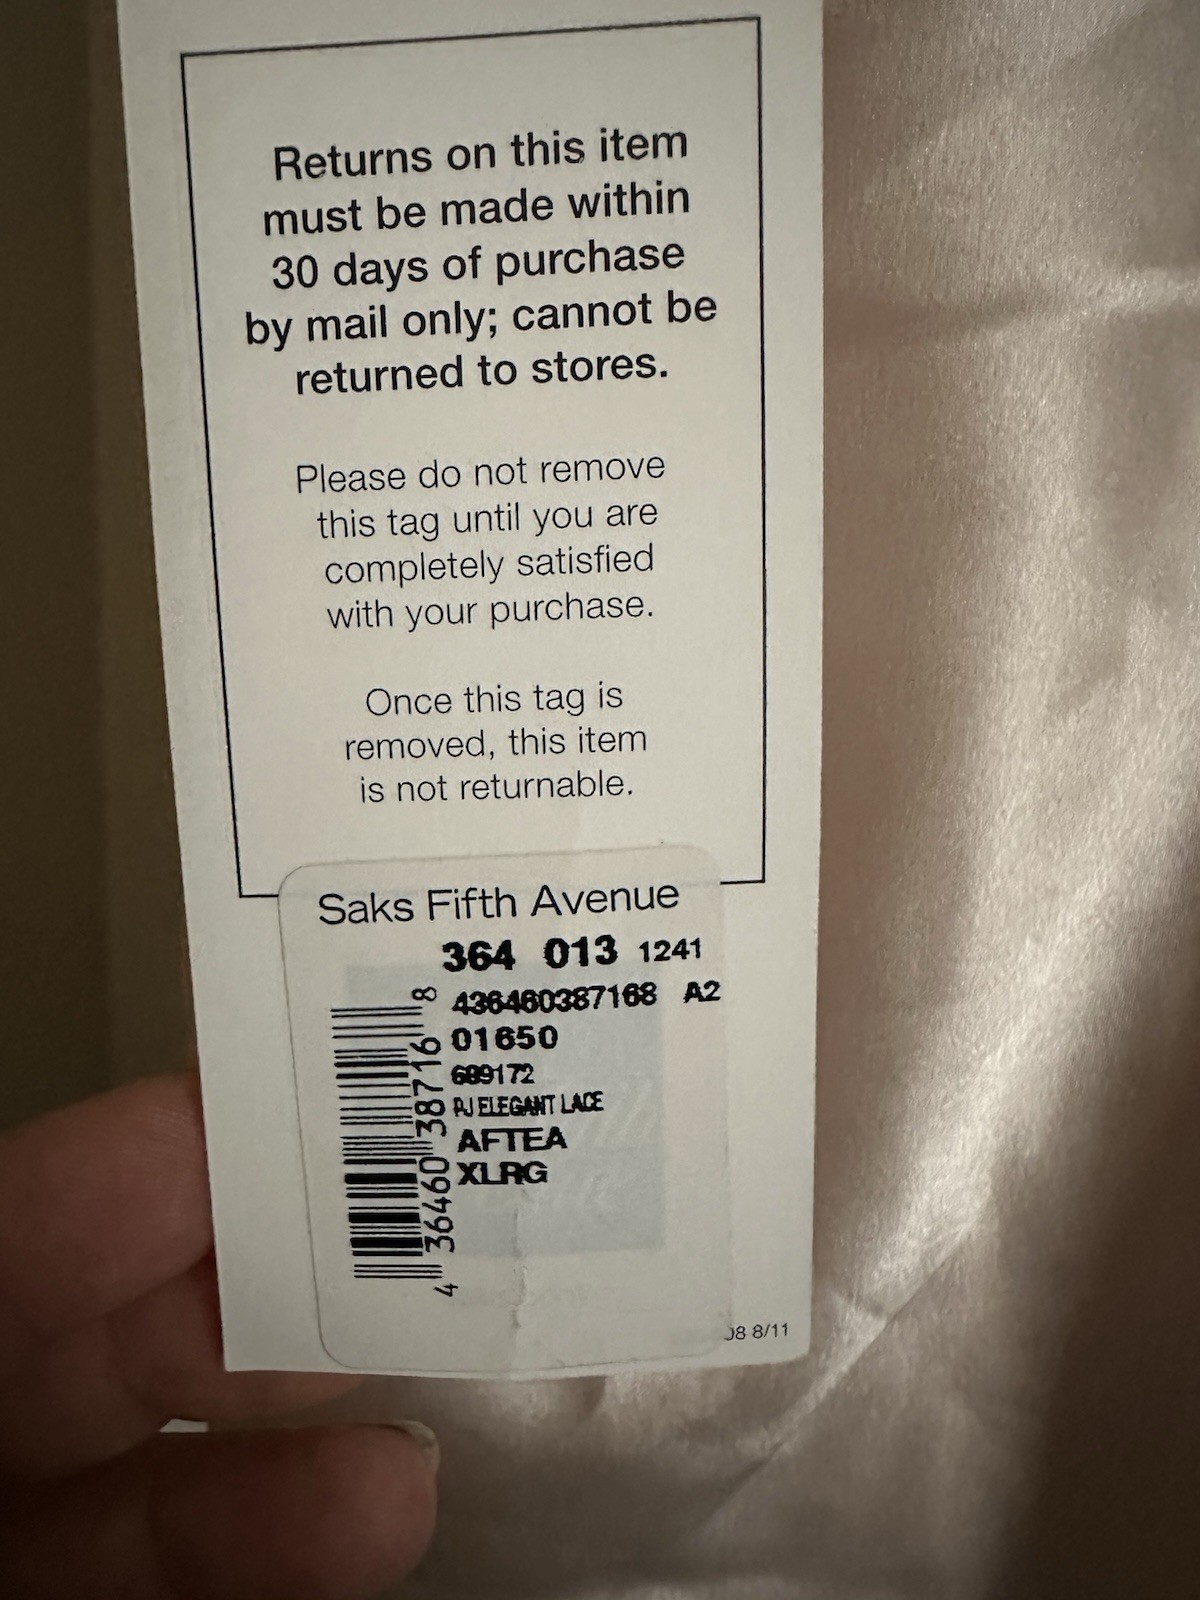 Returns on this item
must be made within
30 days of purchase
by mail only; cannot be
returned to stores.
Please do not remove
this tag until you are
completely satisfied
with your purchase.
Once this tag is
removed, this item
is not returnable.
Saks Fifth Avenue
364 013 1241
436460387168 A2
01650
689172
PJ ELEGANT LACE
AFTEA
XLRG
4 36460 38716 8
8/11